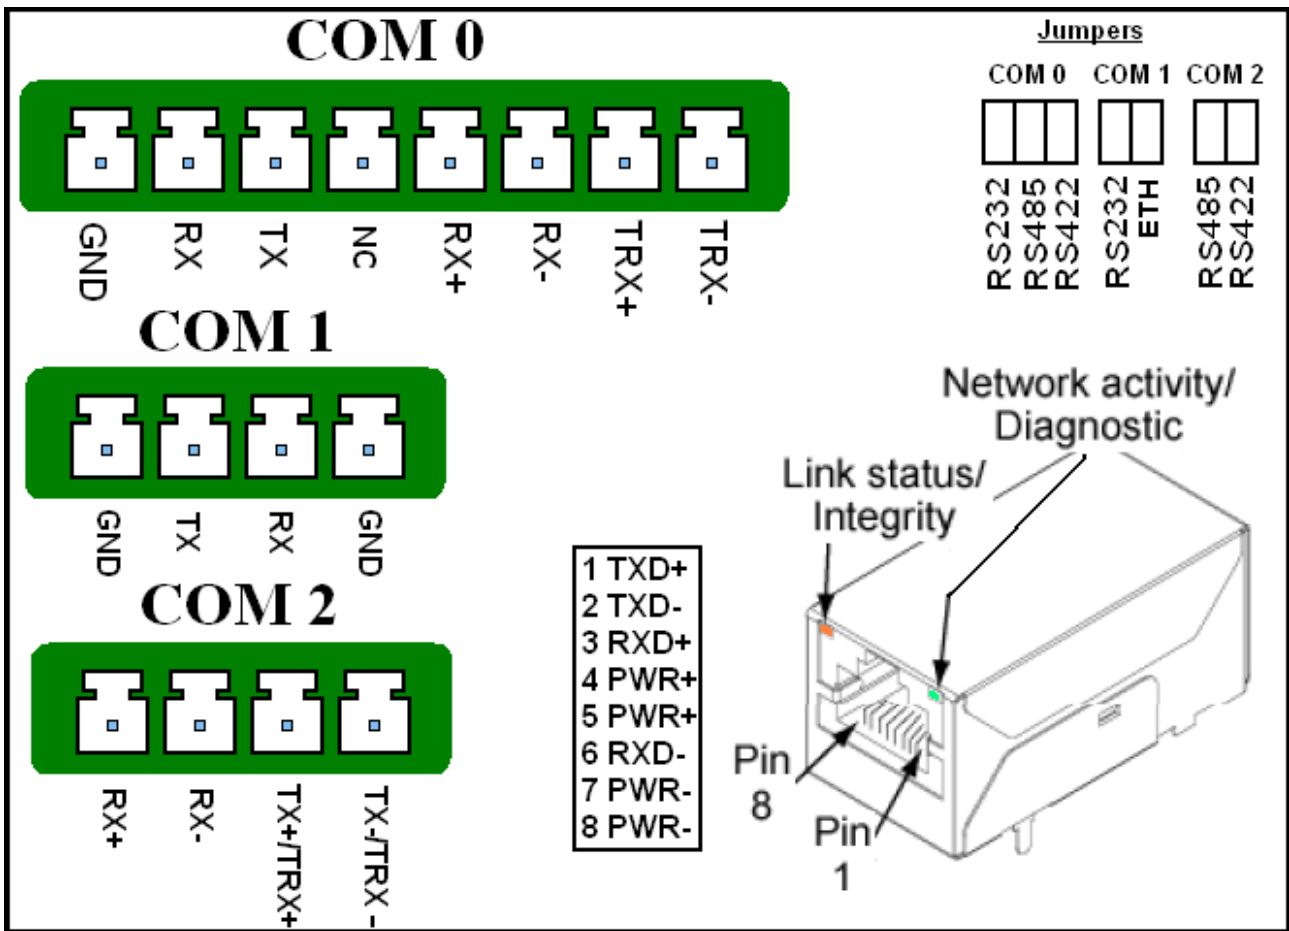 COM 0
GND
RX
TX
NC
RX+
RX-
TRX+
TRX-
Jumpers
COM 0 COM 1 COM 2
RS232
RS485
RS422
RS232
ETH
RS485
RS422
COM 1
GND
TX
RX
GND
COM 2
RX+
RX-
TX+/TRX+
TX-/TRX -
1 TXD+
2 TXD-
3 RXD+
4 PWR+
5 PWR+
6 RXD-
7 PWR-
8 PWR-
Network activity/
Diagnostic
Link status/
Integrity
Pin
8
Pin
1